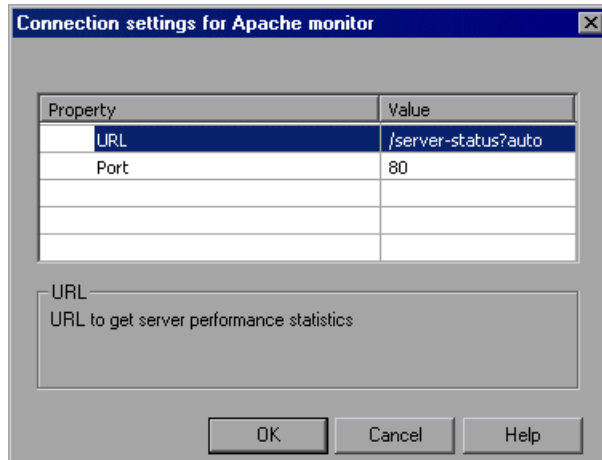 Connection settings for Apache monitor
Property Value
URL /server-status?auto
Port 80
URL
URL to get server performance statistics
OK Cancel Help